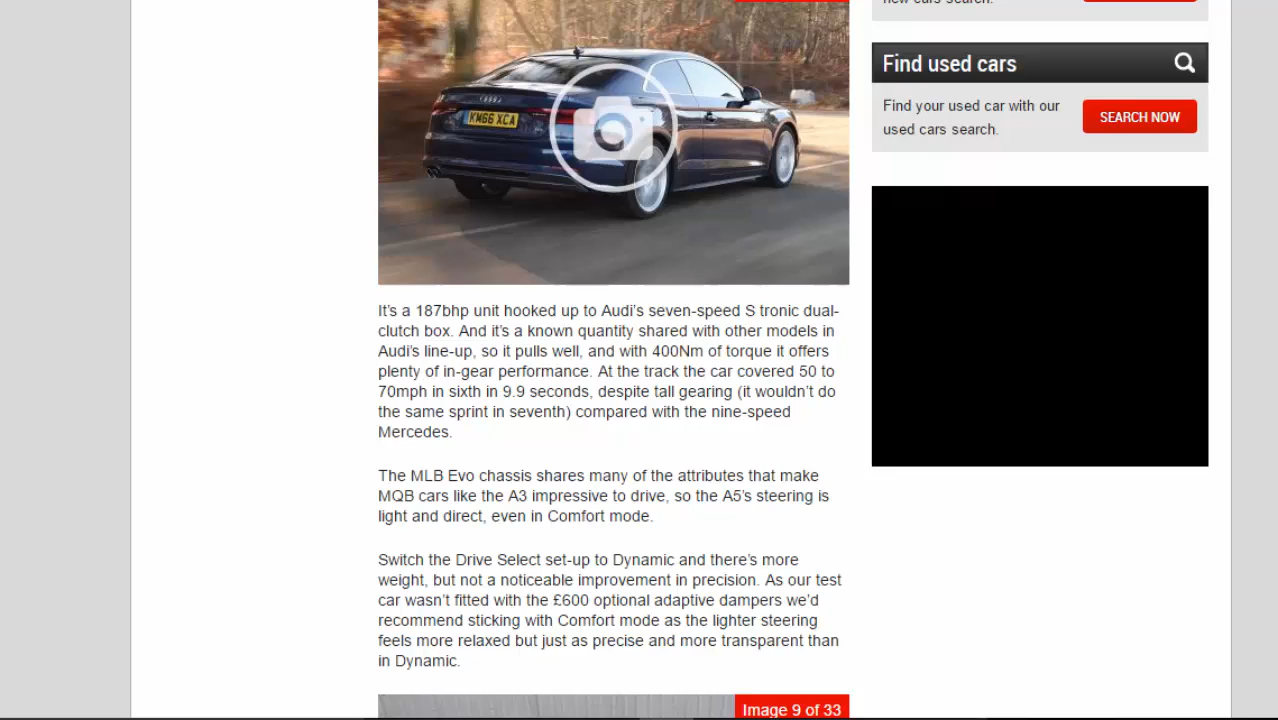 new cars search.
Find used cars
Find your used car with our
used cars search.
SEARCH NOW
KM66 XCA
It's a 187bhp unit hooked up to Audi's seven-speed S tronic dual-
clutch box. And it's a known quantity shared with other models in
Audi's line-up, so it pulls well, and with 400Nm of torque it offers
plenty of in-gear performance. At the track the car covered 50 to
70mph in sixth in 9.9 seconds, despite tall gearing (it wouldn't do
the same sprint in seventh) compared with the nine-speed
Mercedes.
The MLB Evo chassis shares many of the attributes that make
MQB cars like the A3 impressive to drive, so the A5's steering is
light and direct, even in Comfort mode.
Switch the Drive Select set-up to Dynamic and there's more
weight, but not a noticeable improvement in precision. As our test
car wasn't fitted with the £600 optional adaptive dampers we'd
recommend sticking with Comfort mode as the lighter steering
feels more relaxed but just as precise and more transparent than
in Dynamic.
Image 9 of 33